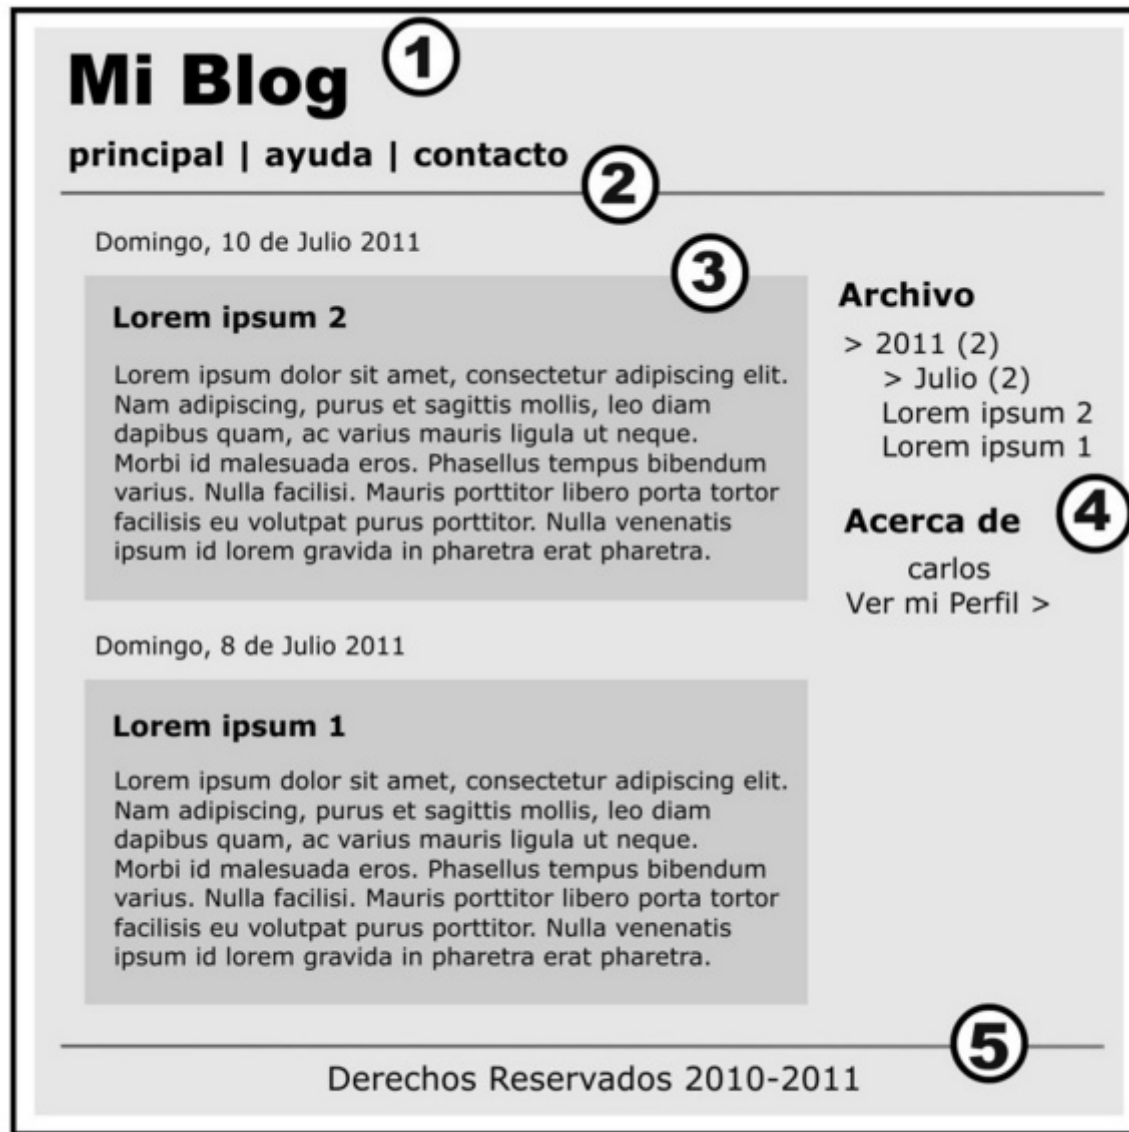 Mi Blog 1
principal | ayuda | contacto 2
Domingo, 10 de Julio 2011
3
Lorem ipsum 2
Lorem ipsum dolor sit amet, consectetur adipiscing elit.
Nam adipiscing, purus et sagittis mollis, leo diam
dapibus quam, ac varius mauris ligula ut neque.
Morbi id malesuada eros. Phasellus tempus bibendum
varius. Nulla facilisi. Mauris porttitor libero porta tortor
facilisis eu volutpat purus porttitor. Nulla venenatis
ipsum id lorem gravida in pharetra erat pharetra.
Domingo, 8 de Julio 2011
Lorem ipsum 1
Lorem ipsum dolor sit amet, consectetur adipiscing elit.
Nam adipiscing, purus et sagittis mollis, leo diam
dapibus quam, ac varius mauris ligula ut neque.
Morbi id malesuada eros. Phasellus tempus bibendum
varius. Nulla facilisi. Mauris porttitor libero porta tortor
facilisis eu volutpat purus porttitor. Nulla venenatis
ipsum id lorem gravida in pharetra erat pharetra.
Archivo
> 2011 (2)
> Julio (2)
Lorem ipsum 2
Lorem ipsum 1
4
Acerca de
carlos
Ver mi Perfil >
5
Derechos Reservados 2010-2011